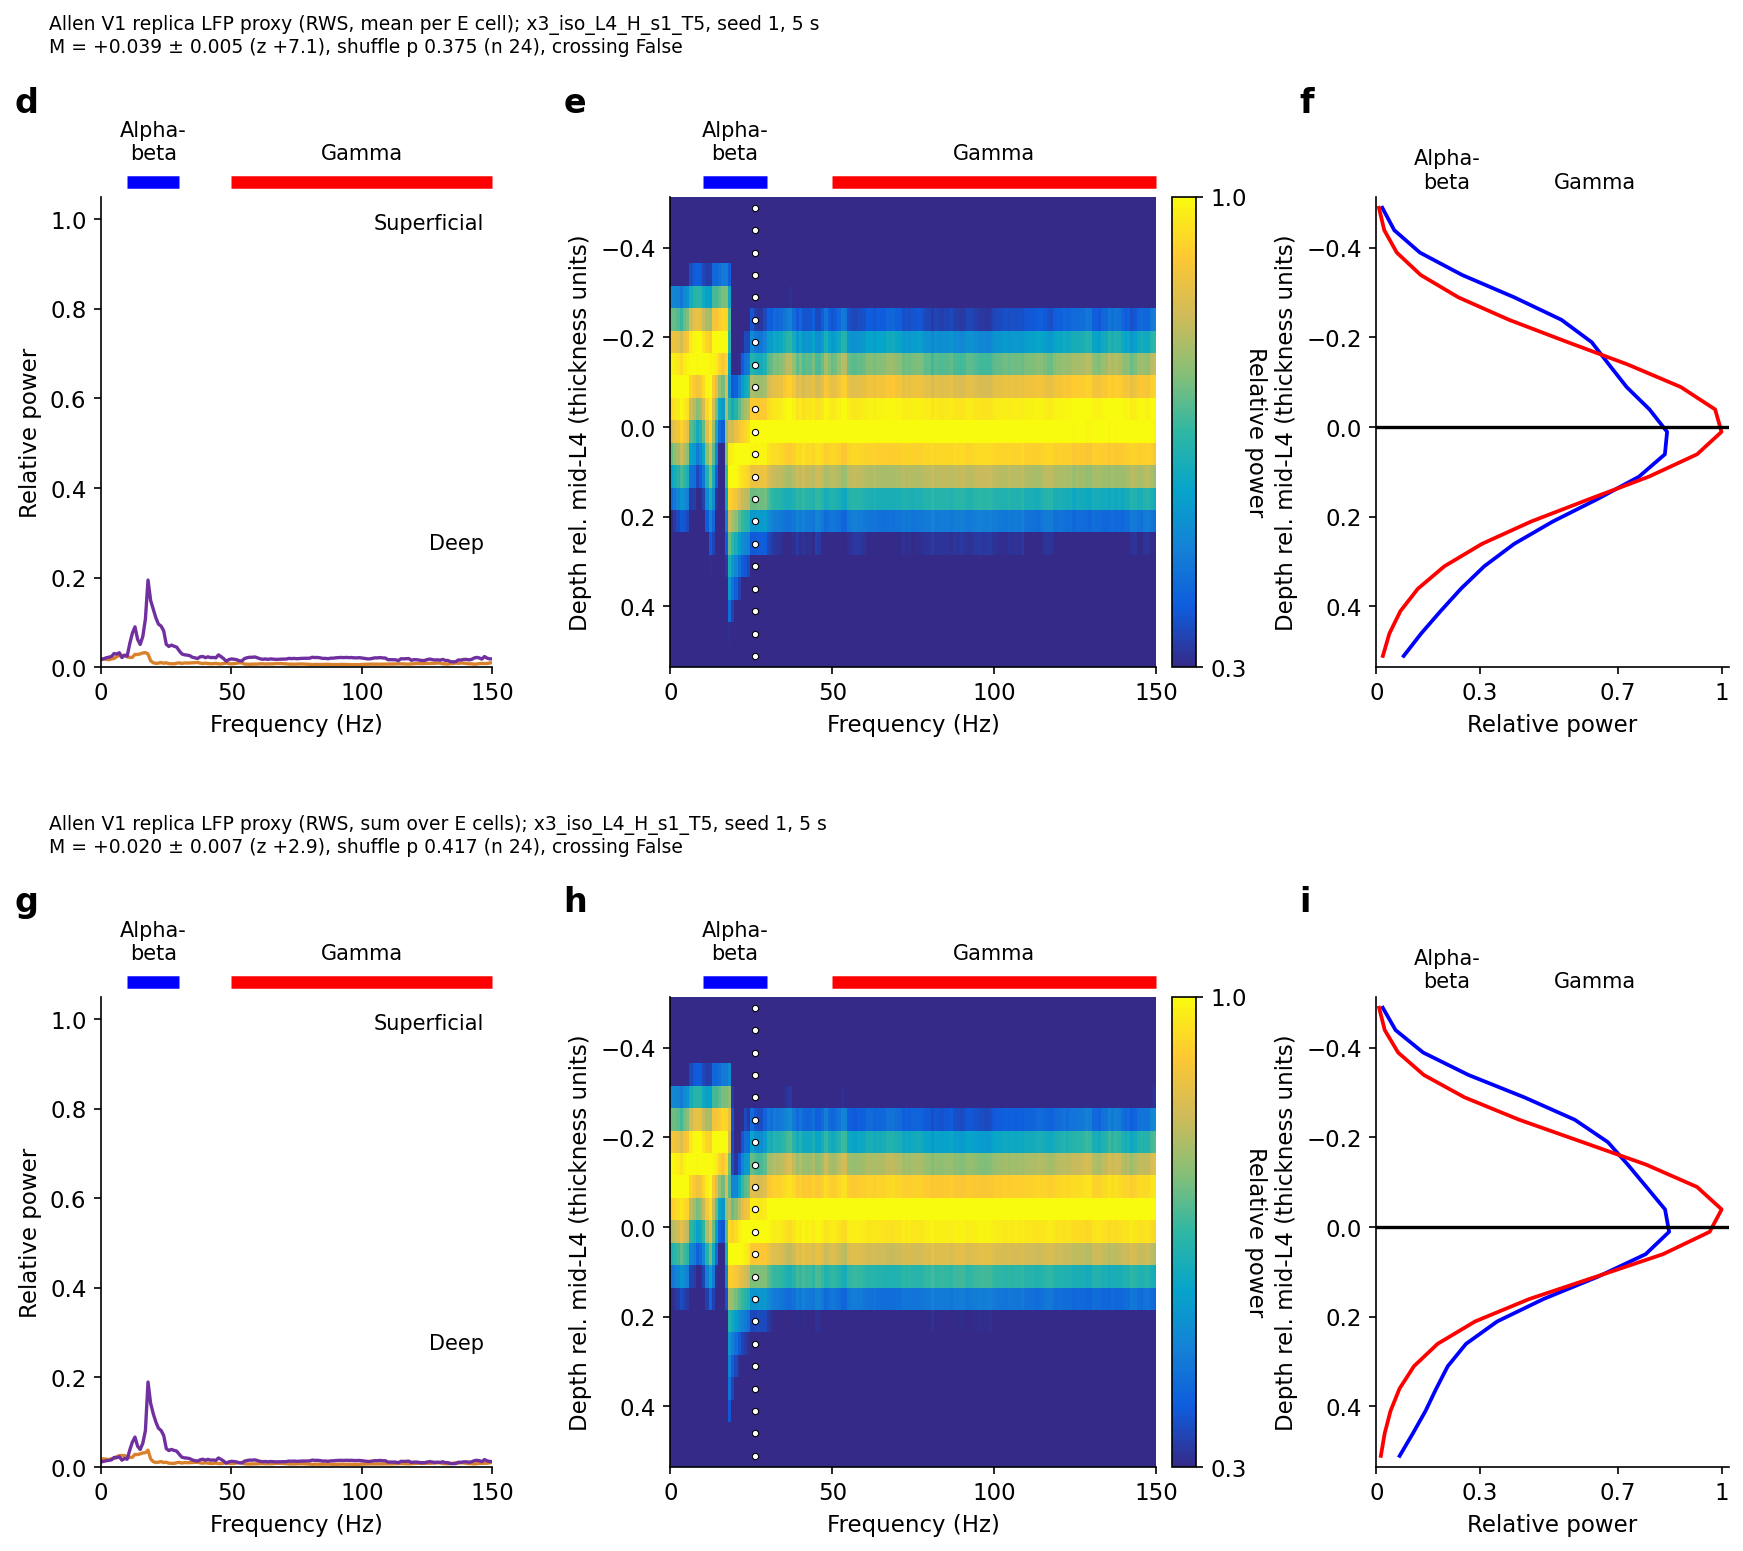 Allen V1 replica LFP proxy (RWS, mean per E cell); x3_iso_L4_H_s1_T5, seed 1, 5 s
M = +0.039 ± 0.005 (z +7.1), shuffle p 0.375 (n 24), crossing False
d
Alpha-
beta
Gamma
Superficial
Deep
Relative power
1.0
0.8
0.6
0.4
0.2
0.0
0
50
100
150
Frequency (Hz)
e
Alpha-
beta
Gamma
Depth rel. mid-L4 (thickness units)
−0.4
−0.2
0.0
0.2
0.4
0
50
100
150
Frequency (Hz)
1.0
0.3
Relative power
f
Alpha-
beta
Gamma
Depth rel. mid-L4 (thickness units)
−0.4
−0.2
0.0
0.2
0.4
0
0.3
0.7
1
Relative power
Allen V1 replica LFP proxy (RWS, sum over E cells); x3_iso_L4_H_s1_T5, seed 1, 5 s
M = +0.020 ± 0.007 (z +2.9), shuffle p 0.417 (n 24), crossing False
g
Alpha-
beta
Gamma
Superficial
Deep
Relative power
1.0
0.8
0.6
0.4
0.2
0.0
0
50
100
150
Frequency (Hz)
h
Alpha-
beta
Gamma
Depth rel. mid-L4 (thickness units)
−0.4
−0.2
0.0
0.2
0.4
0
50
100
150
Frequency (Hz)
1.0
0.3
Relative power
i
Alpha-
beta
Gamma
Depth rel. mid-L4 (thickness units)
−0.4
−0.2
0.0
0.2
0.4
0
0.3
0.7
1
Relative power